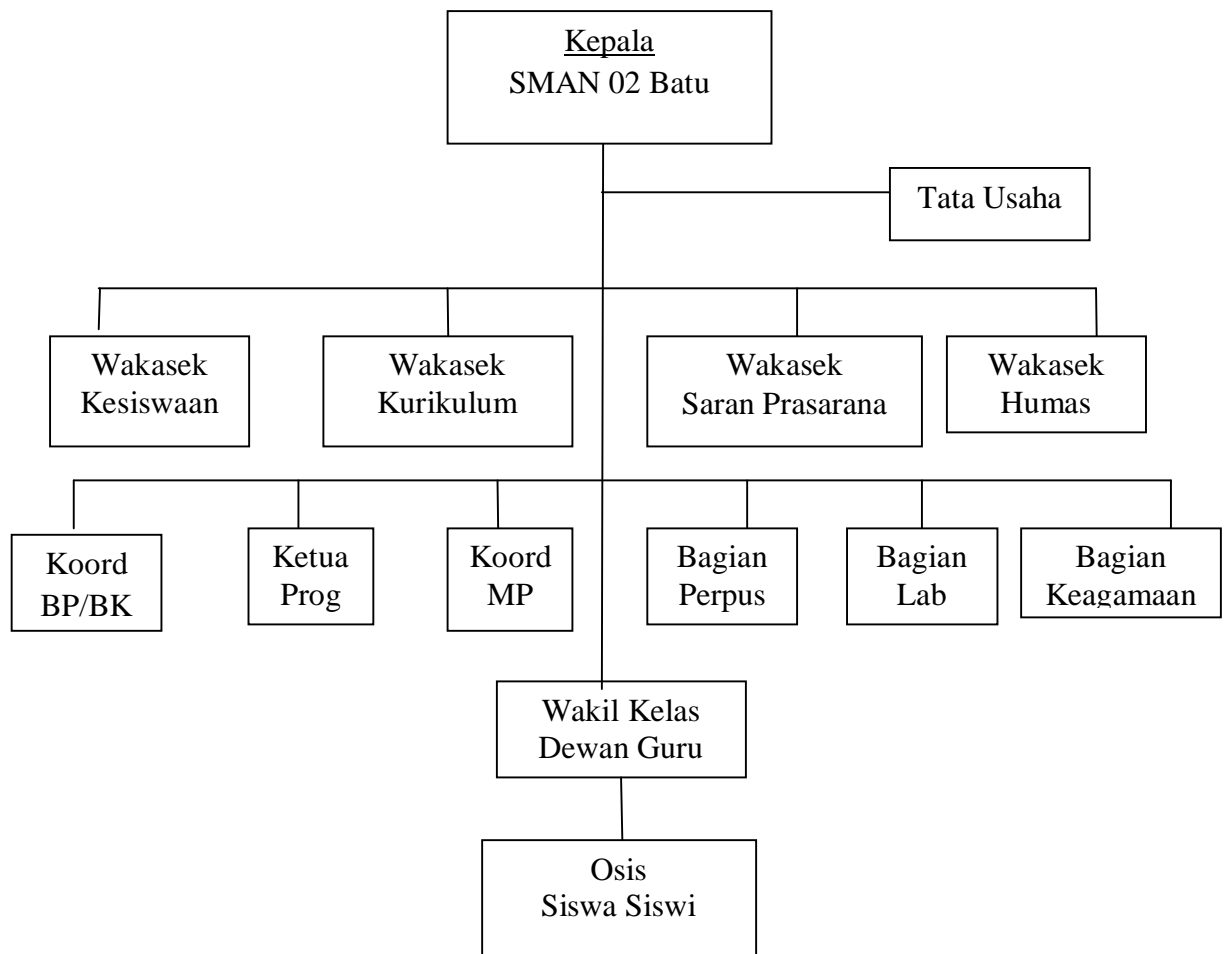 Kepala
SMAN 02 Batu
Tata Usaha
Wakasek
Kesiswaan
Wakasek
Kurikulum
Wakasek
Saran Prasarana
Wakasek
Humas
Koord
BP/BK
Ketua
Prog
Koord
MP
Bagian
Perpus
Bagian
Lab
Bagian
Keagamaan
Wakil Kelas
Dewan Guru
Osis
Siswa Siswi